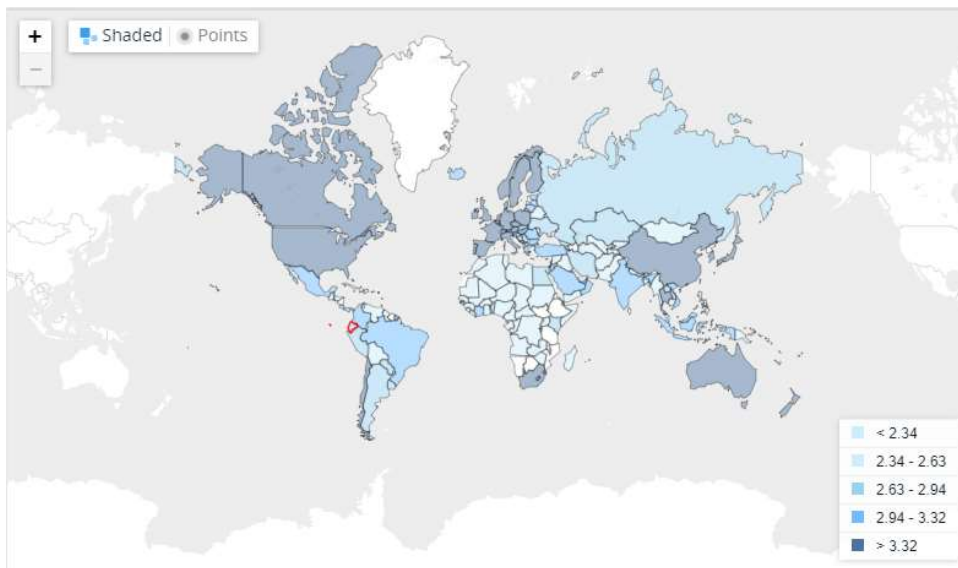 +
Shaded
Points
−
< 2.34
2.34 - 2.63
2.63 - 2.94
2.94 - 3.32
> 3.32